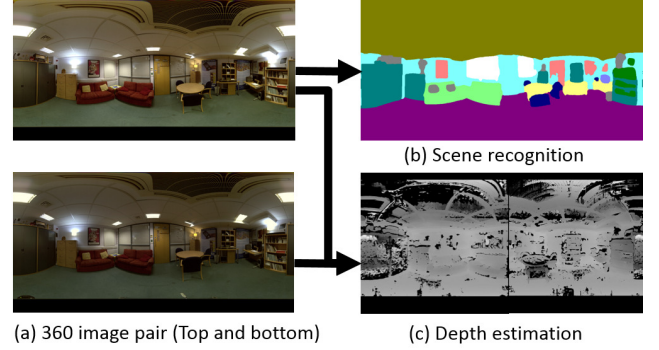 (b) Scene recognition
(a) 360 image pair (Top and bottom)
(c) Depth estimation